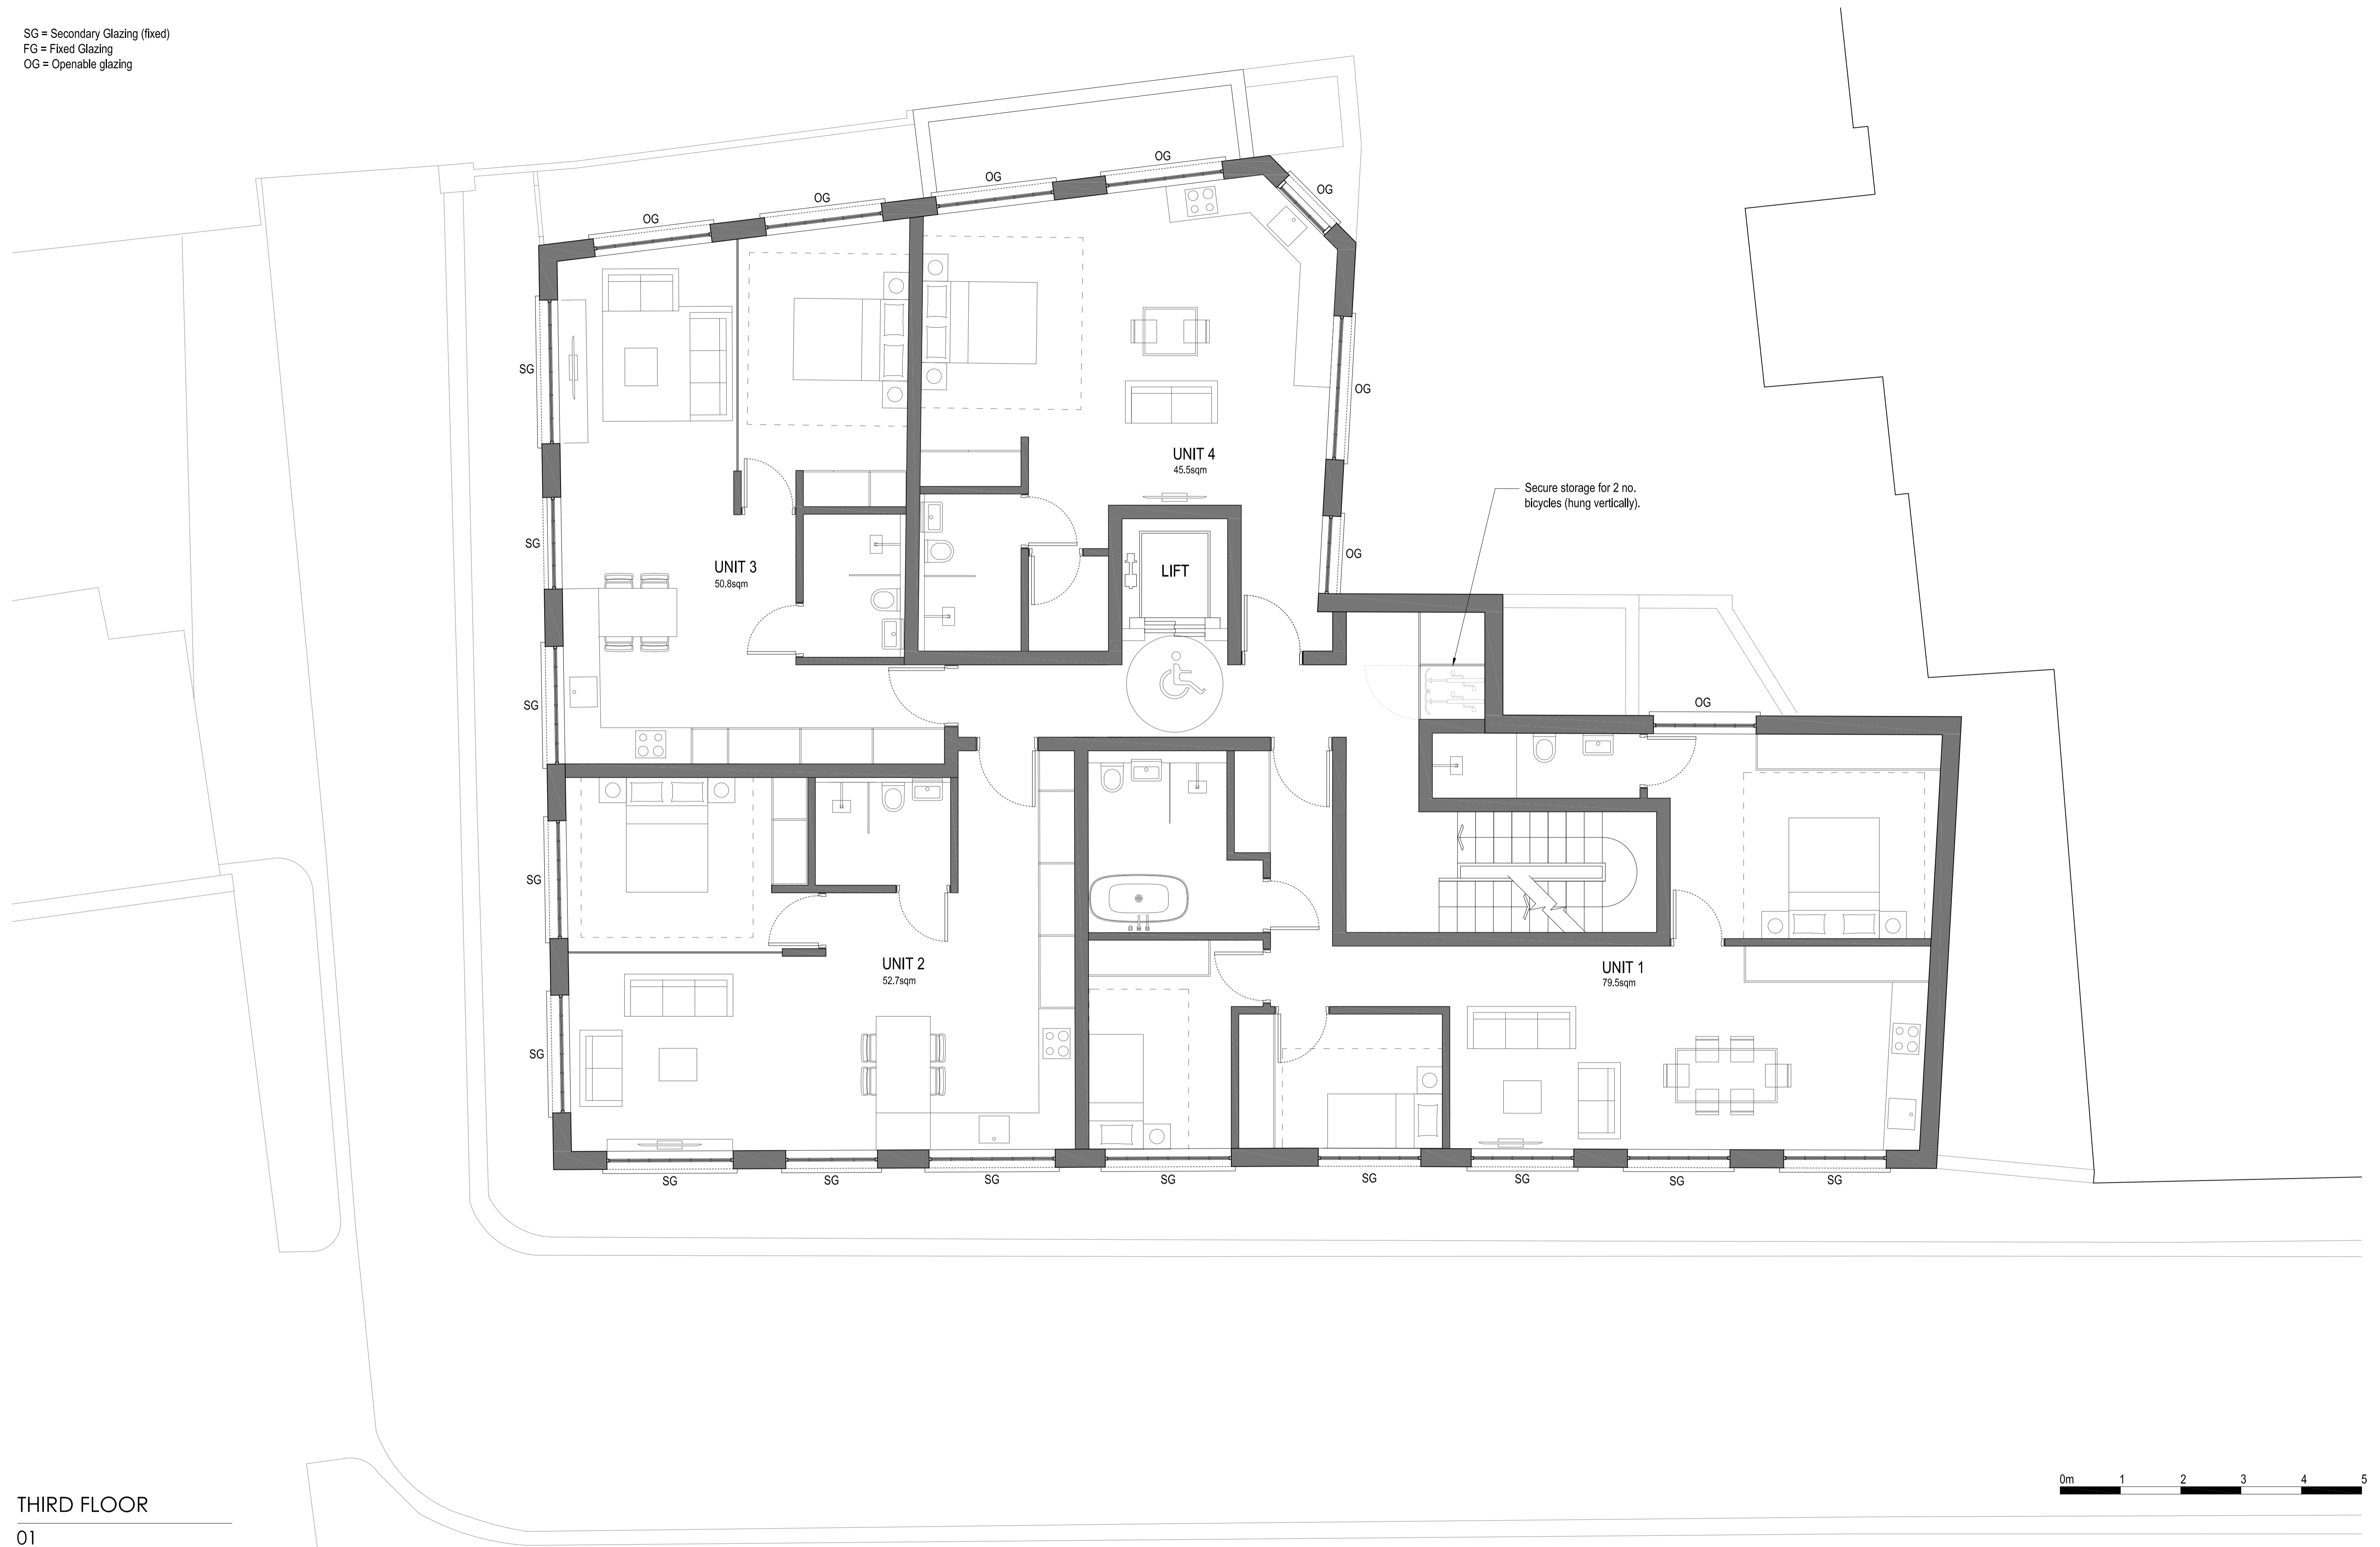 SG = Secondary Glazing (fixed)
FG = Fixed Glazing
OG = Openable glazing
OG
OG
OG
OG
OG
SG
OG
UNIT 4
45.5sqm
Secure storage for 2 no.
bicycles (hung vertically).
SG
OG
UNIT 3
50.8sqm
LIFT
SG
OG
SG
UNIT 2
52.7sqm
UNIT 1
79.5sqm
SG
SG
SG
SG
SG
SG
SG
SG
SG
0m 1 2 3 4 5
THIRD FLOOR
01